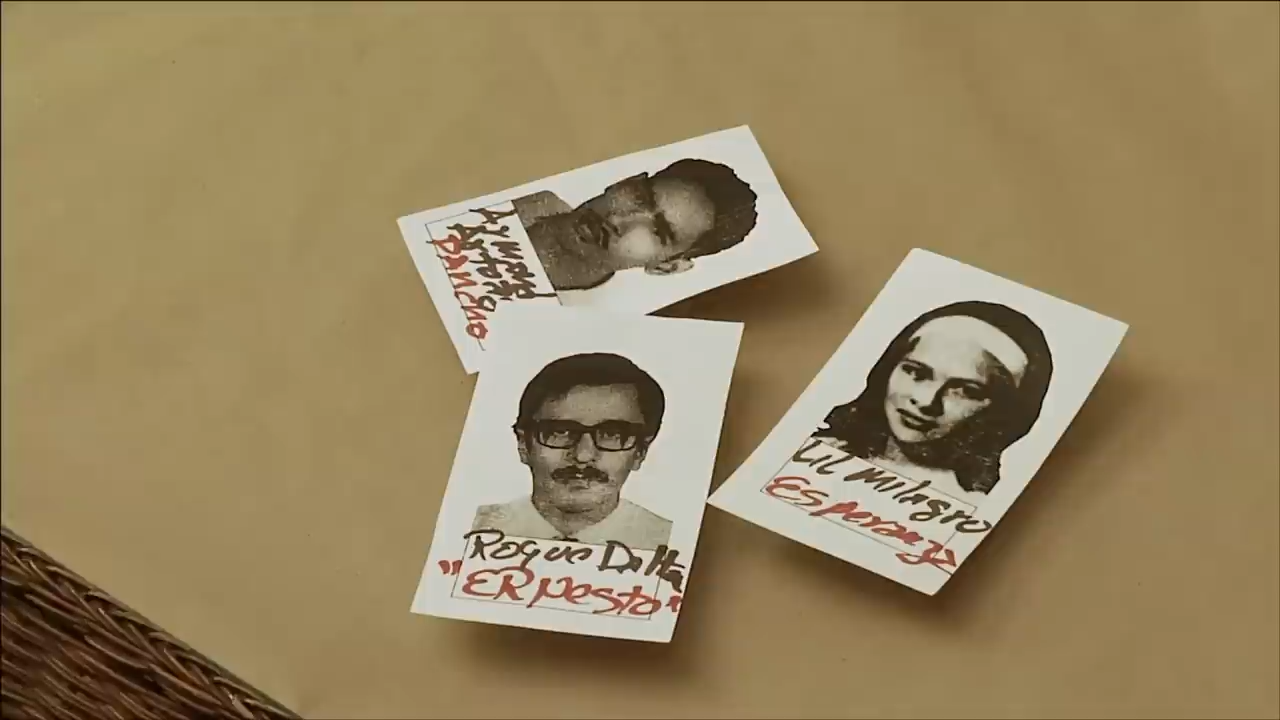 PANCHO
Roque Dalton
"ERNesto"
Lil milagro
Esperanza